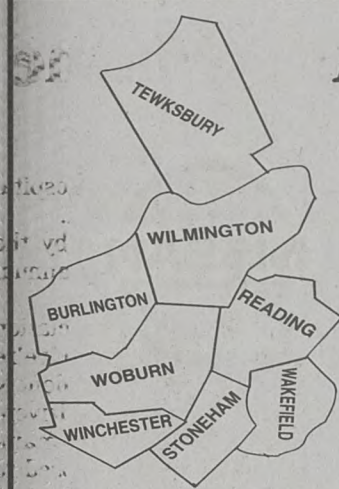 TEWKSBURY
WILMINGTON
BURLINGTON
READING
WOBURN
WAKEFIELD
WINCHESTER
STONEHAM